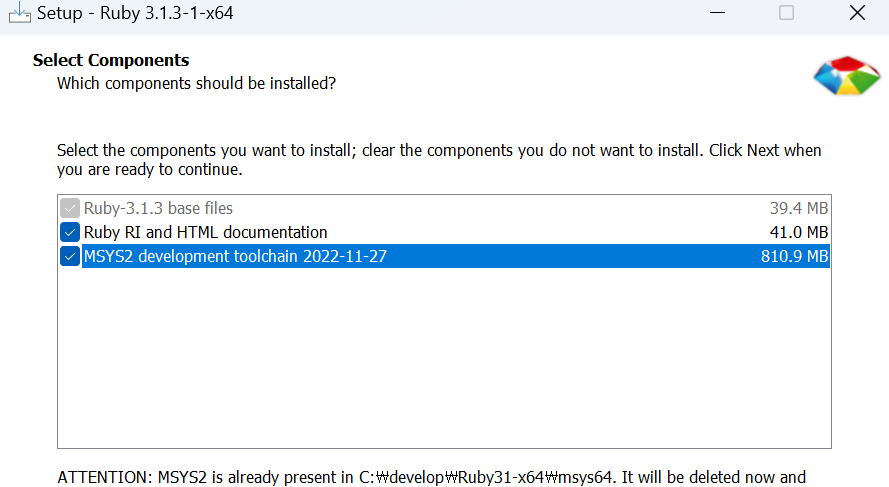 Setup - Ruby 3.1.3-1-x64
Select Components
Which components should be installed?
Select the components you want to install; clear the components you do not want to install. Click Next when
you are ready to continue.
Ruby-3.1.3 base files 39.4 MB
Ruby RI and HTML documentation 41.0 MB
MSYS2 development toolchain 2022-11-27 810.9 MB
ATTENTION: MSYS2 is already present in C:₩develop₩Ruby31-x64₩msys64. It will be deleted now and